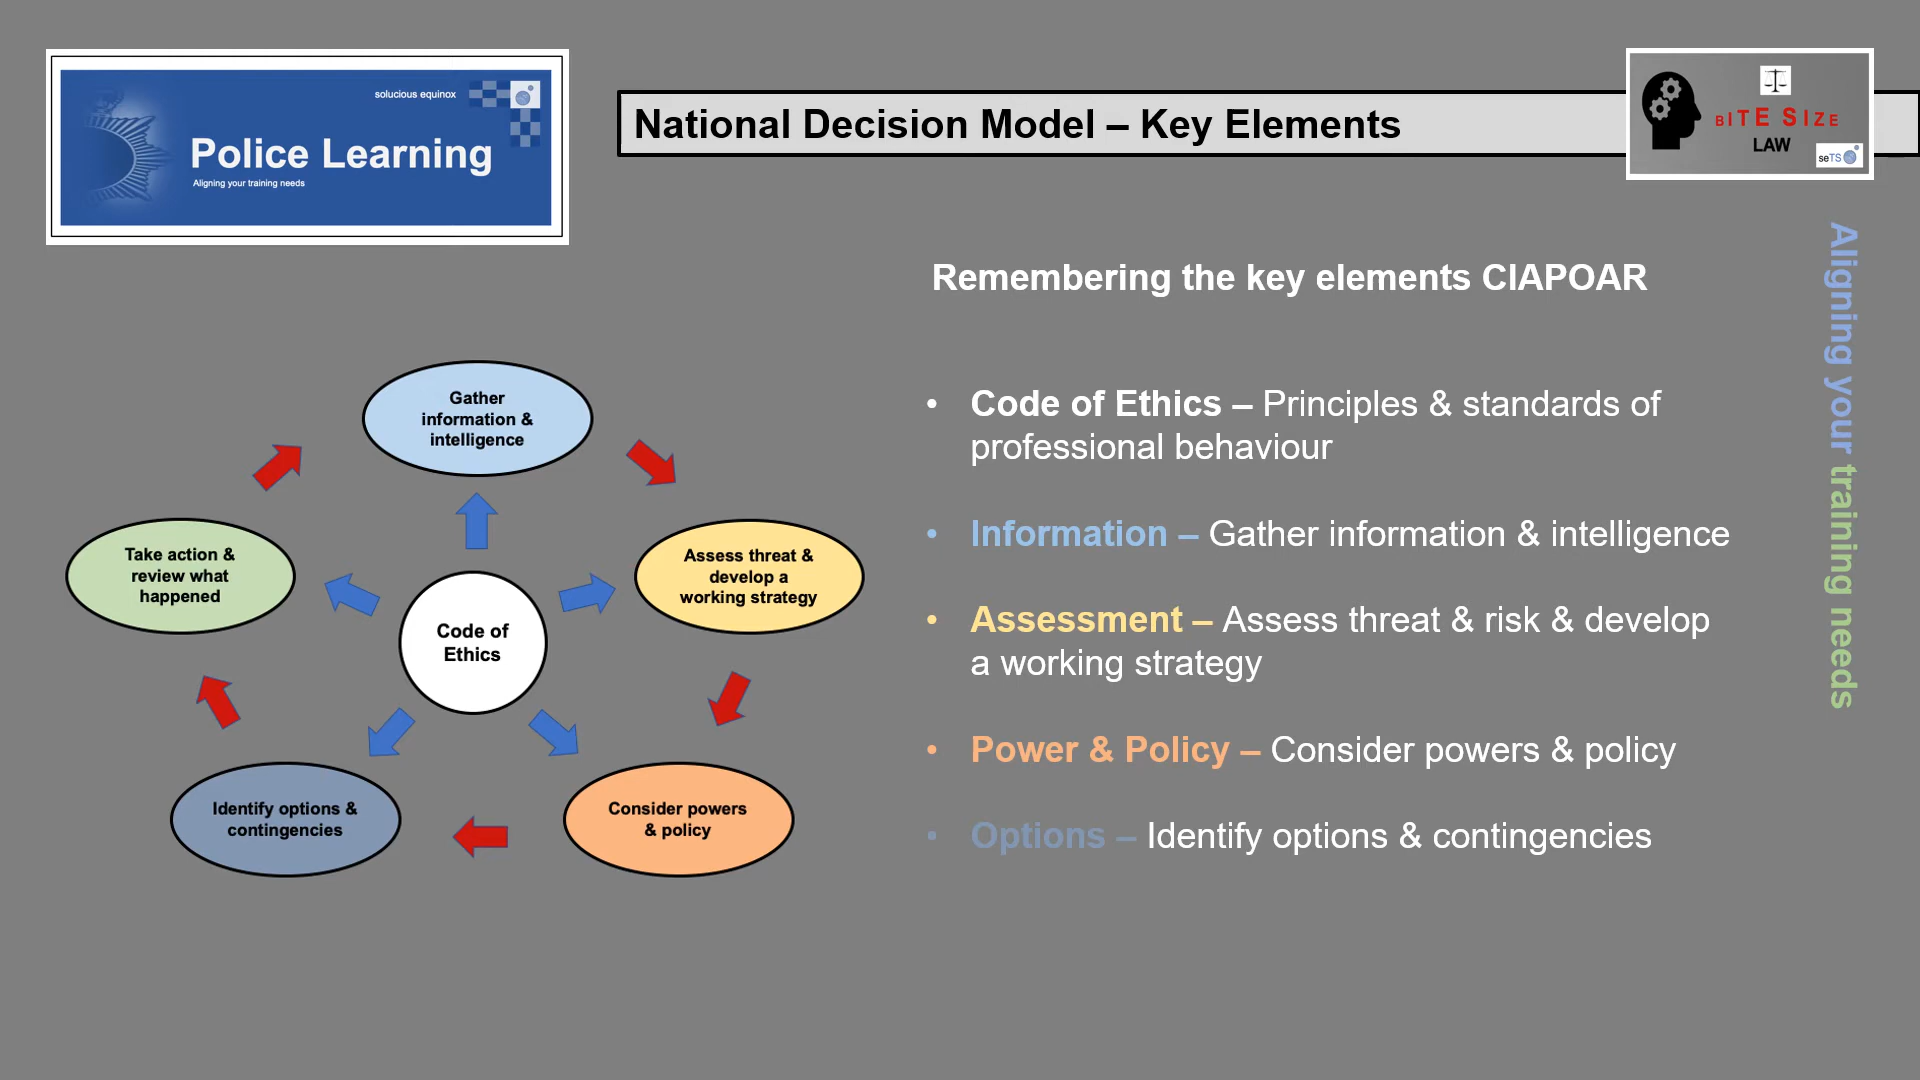 solucious equinox
Police Learning
Aligning your training needs
National Decision Model – Key Elements
BITE SIZE
LAW
seTS
Remembering the key elements CIAPOAR
• Code of Ethics – Principles & standards of
professional behaviour
• Information – Gather information & intelligence
• Assessment – Assess threat & risk & develop
a working strategy
• Power & Policy – Consider powers & policy
• Options – Identify options & contingencies
Gather
information &
intelligence
Assess threat &
develop a
working strategy
Consider powers
& policy
Identify options &
contingencies
Take action &
review what
happened
Code of
Ethics
Aligning your training needs